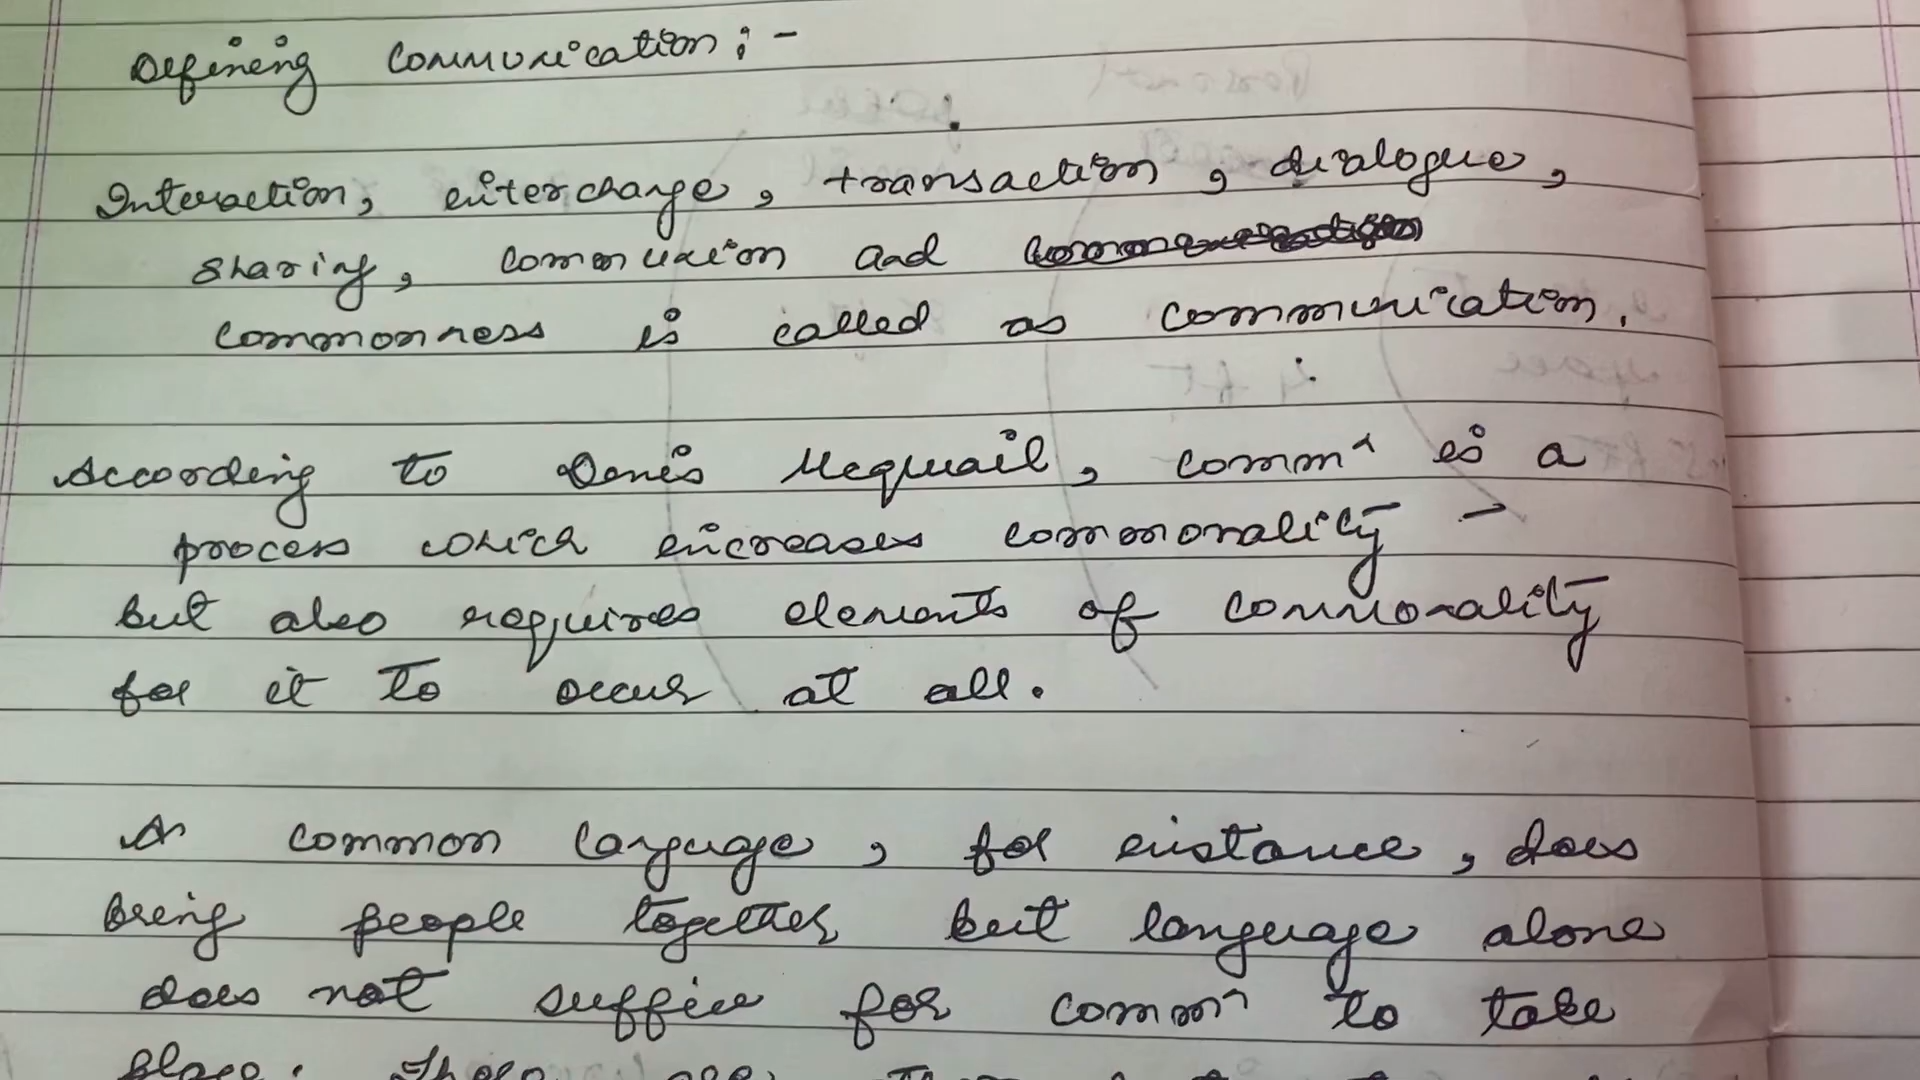 Defining Communication :-
Interaction, interchange, transaction, dialogue,
sharing, communion and
commonness is called as communication.
According to Denis Mcquail, commⁿ is a
process which increases commonality -
but also requires elements of commonality
for it to occur at all.
A common language, for instance, does
bring people together but language alone
does not suffice for commⁿ to take
place.